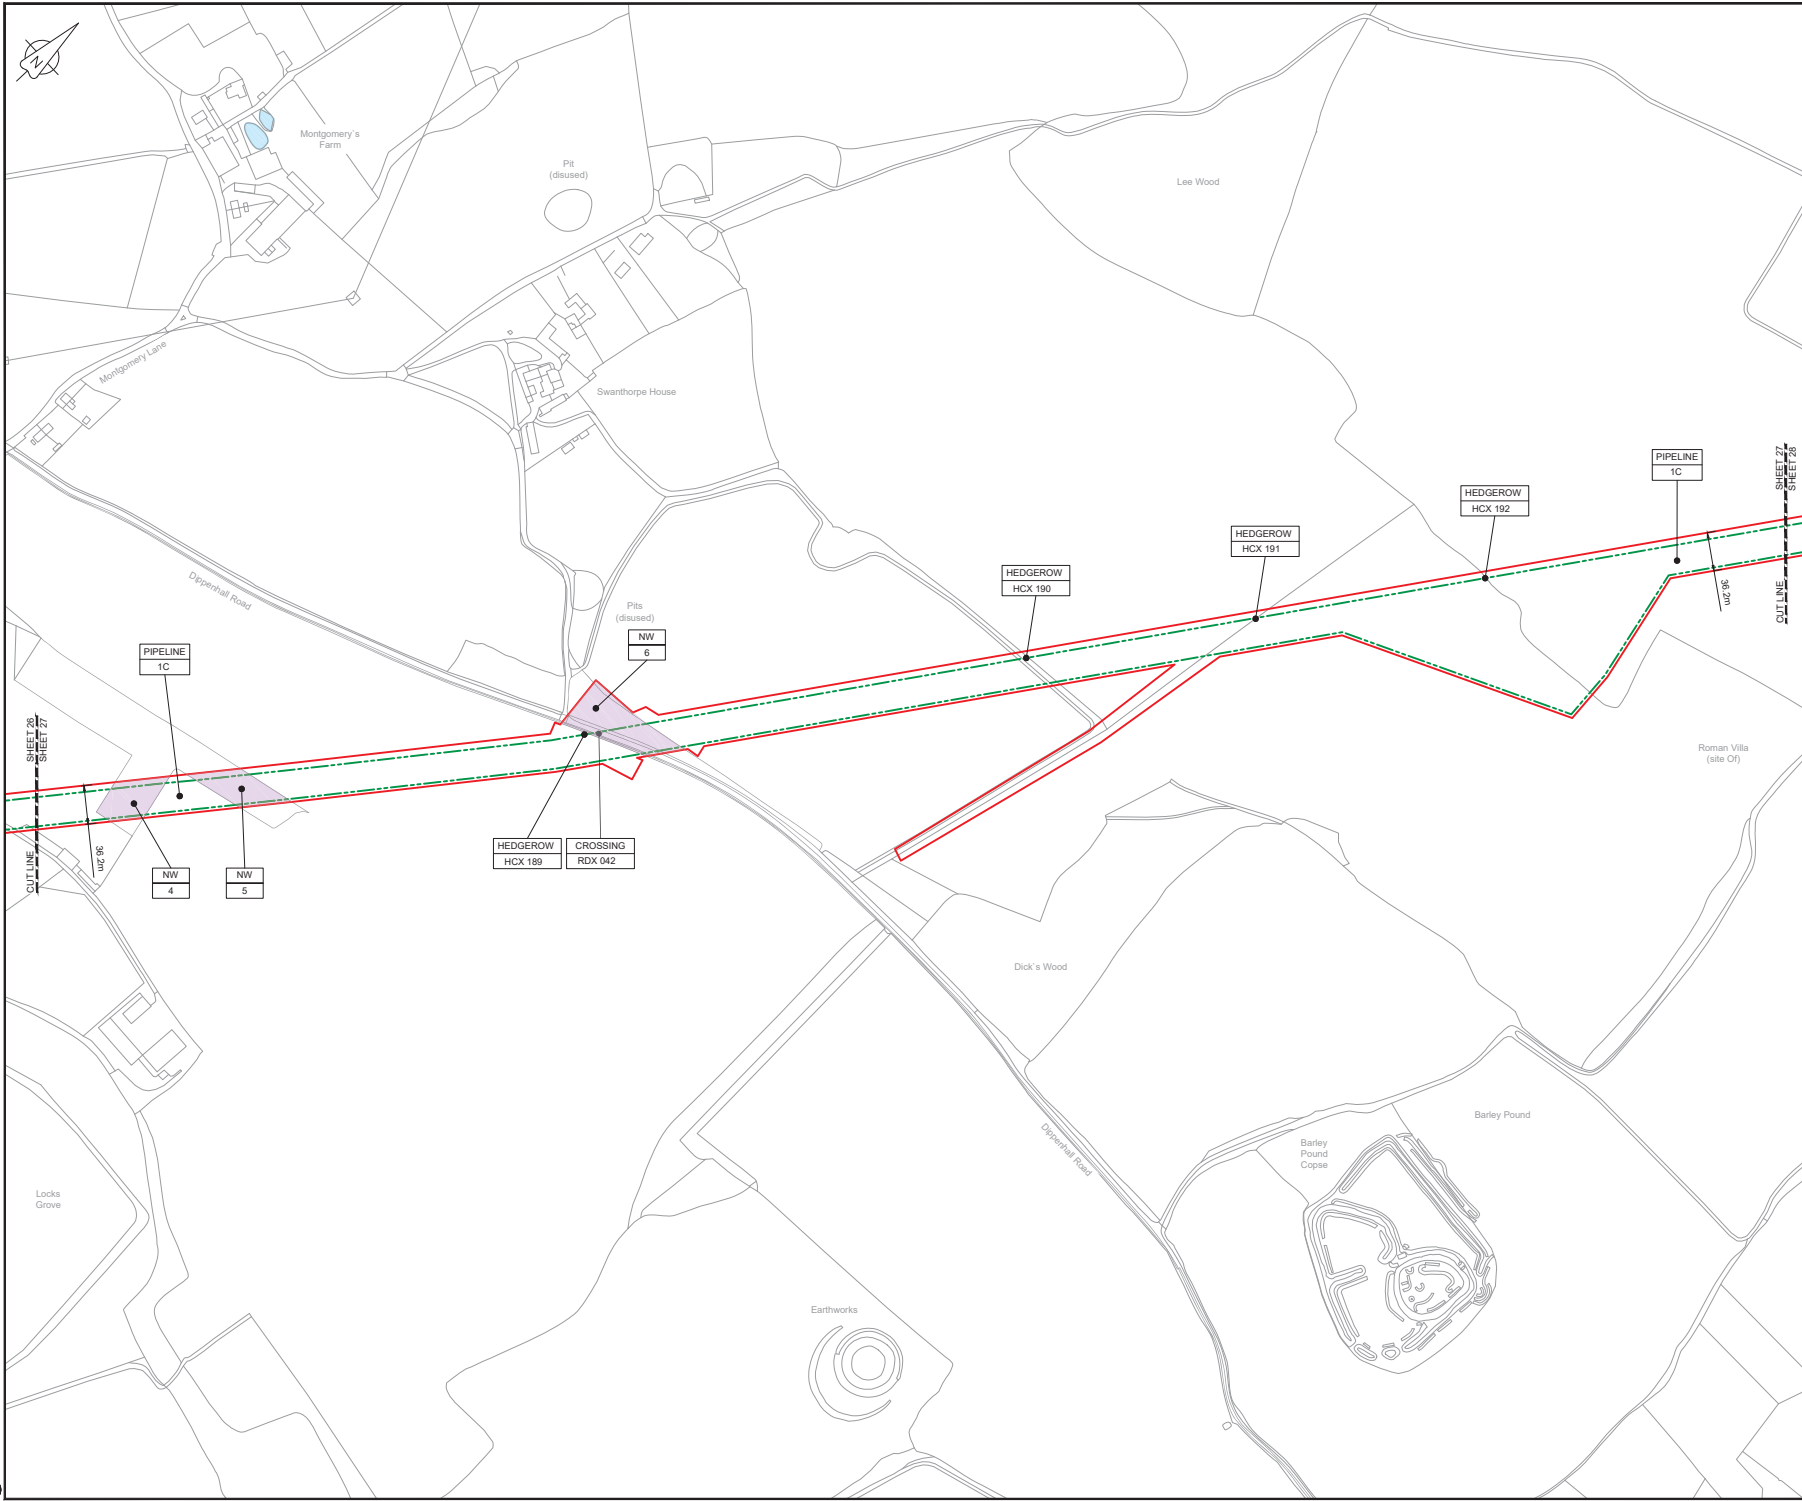 N
Montgomery`s
Farm
Pit
(disused)
Lee Wood
Montgomery Lane
Swanthorpe House
SHEET 27
SHEET 28
CUT LINE
PIPELINE
1C
HEDGEROW
HCX 192
HEDGEROW
HCX 191
HEDGEROW
HCX 190
36.2m
Dippenhall Road
Pits
(disused)
NW
6
PIPELINE
1C
SHEET 26
SHEET 27
CUT LINE
36.2m
NW
4
NW
5
HEDGEROW
HCX 189
CROSSING
RDX 042
Roman Villa
(site Of)
Dick`s Wood
Dippenhall Road
Barley Pound
Barley
Pound
Copse
Locks
Grove
Earthworks